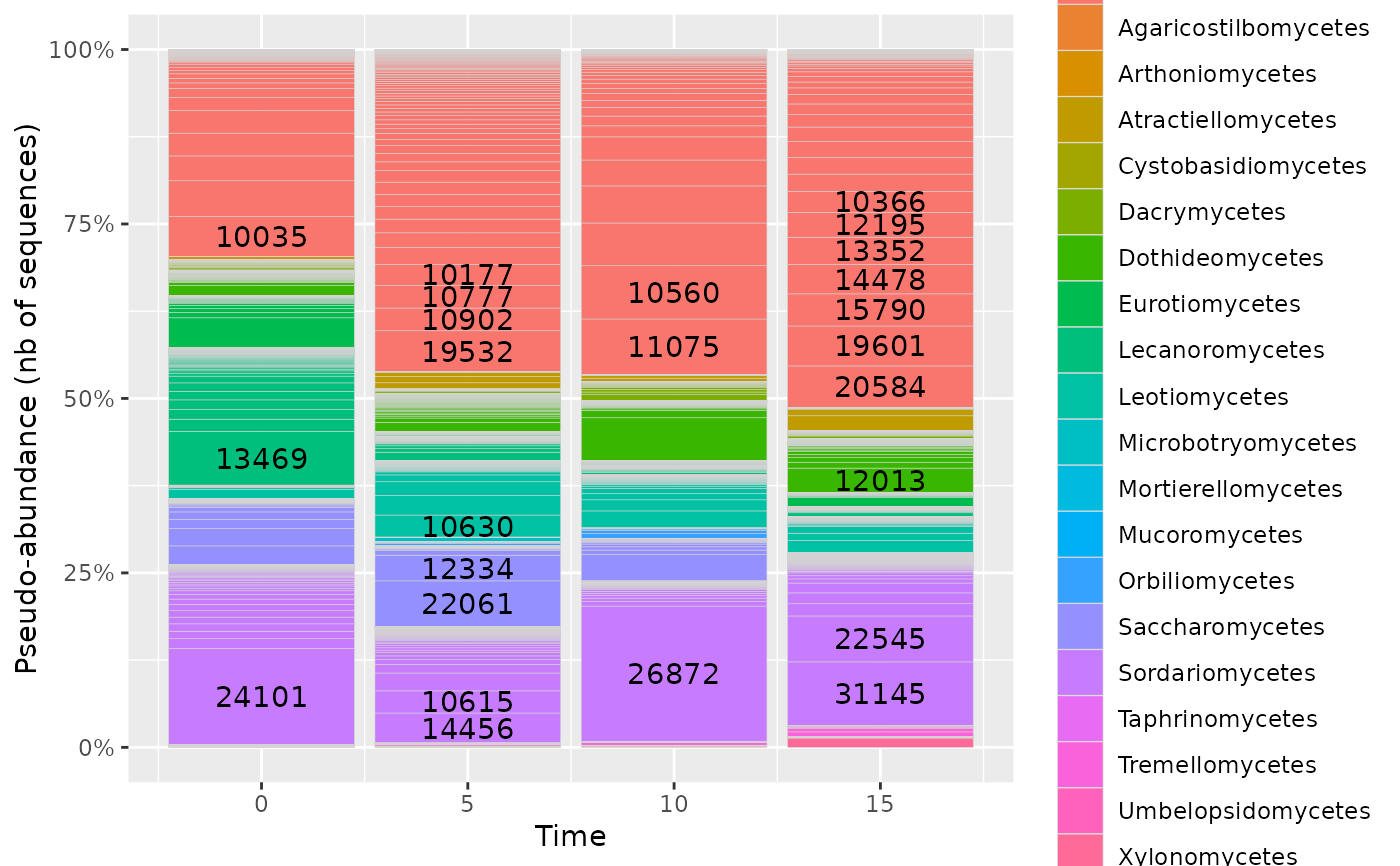 Pseudo-abundance (nb of sequences)
100%
75%
50%
25%
0%
10035
13469
24101
10177
10777
10902
19532
10630
12334
22061
10615
14456
10560
11075
26872
10366
12195
13352
14478
15790
19601
20584
12013
22545
31145
0
5
10
15
Time
Agaricostilbomycetes
Arthoniomycetes
Atractiellomycetes
Cystobasidiomycetes
Dacrymycetes
Dothideomycetes
Eurotiomycetes
Lecanoromycetes
Leotiomycetes
Microbotryomycetes
Mortierellomycetes
Mucoromycetes
Orbiliomycetes
Saccharomycetes
Sordariomycetes
Taphrinomycetes
Tremellomycetes
Umbelopsidomycetes
Xylonomycetes